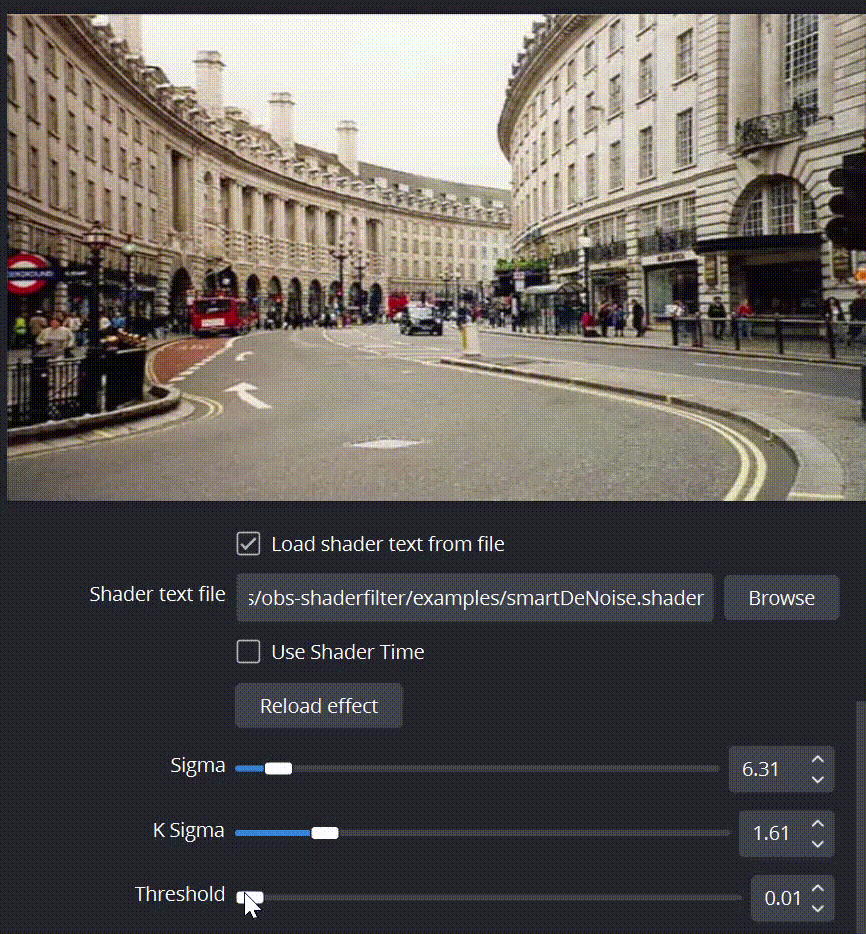 ROUND
Load shader text from file
Shader text file
s/obs-shaderfilter/examples/smartDeNoise.shader
Browse
Use Shader Time
Reload effect
Sigma
6.31
K Sigma
1.61
Threshold
0.01